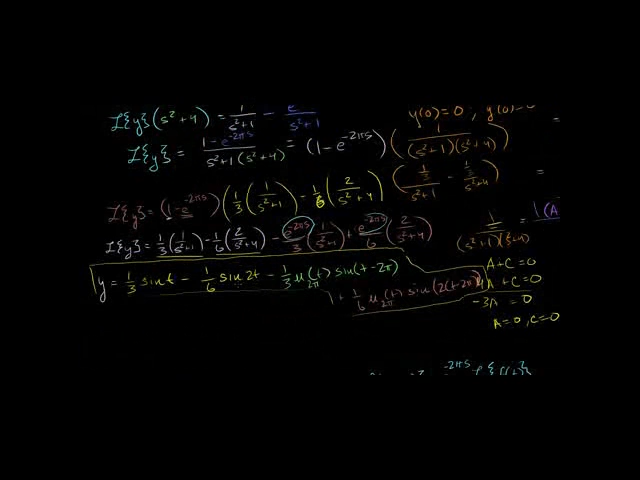 L{y}(s²+4) = 1/(s²+1) - e/(s²+1)
y(0)=0 ; y(0)
L{y} = (1-e^(-2πs))/(s²+1(s²+4)) = (1-e^(-2πs)) (1/((s²+1)(s²+4)))
L{y} = (1-e^(-2πs)) (1/3 (1/(s²+1)) - 1/6 (2/(s²+4)))
(1/3/(s²+1) - 1/3/(s²+4)) =
L{y} = 1/3 (1/(s²+1)) - 1/6 (2/(s²+4)) - e^(-2πs)/3 (1/(s²+1)) + e^(-2πs)/6 (2/(s²+4))
1/((s²+1)(s²+4)) = 1(A
y = 1/3 sin t - 1/6 sin 2t - 1/3 u_2π(t) sin(t-2π)
+ 1/6 u_2π(t) sin(2(t-2π
A+C=0
A+C=0
-3A=0
A=0, C=0
e^(-2πs) L{f(t)}